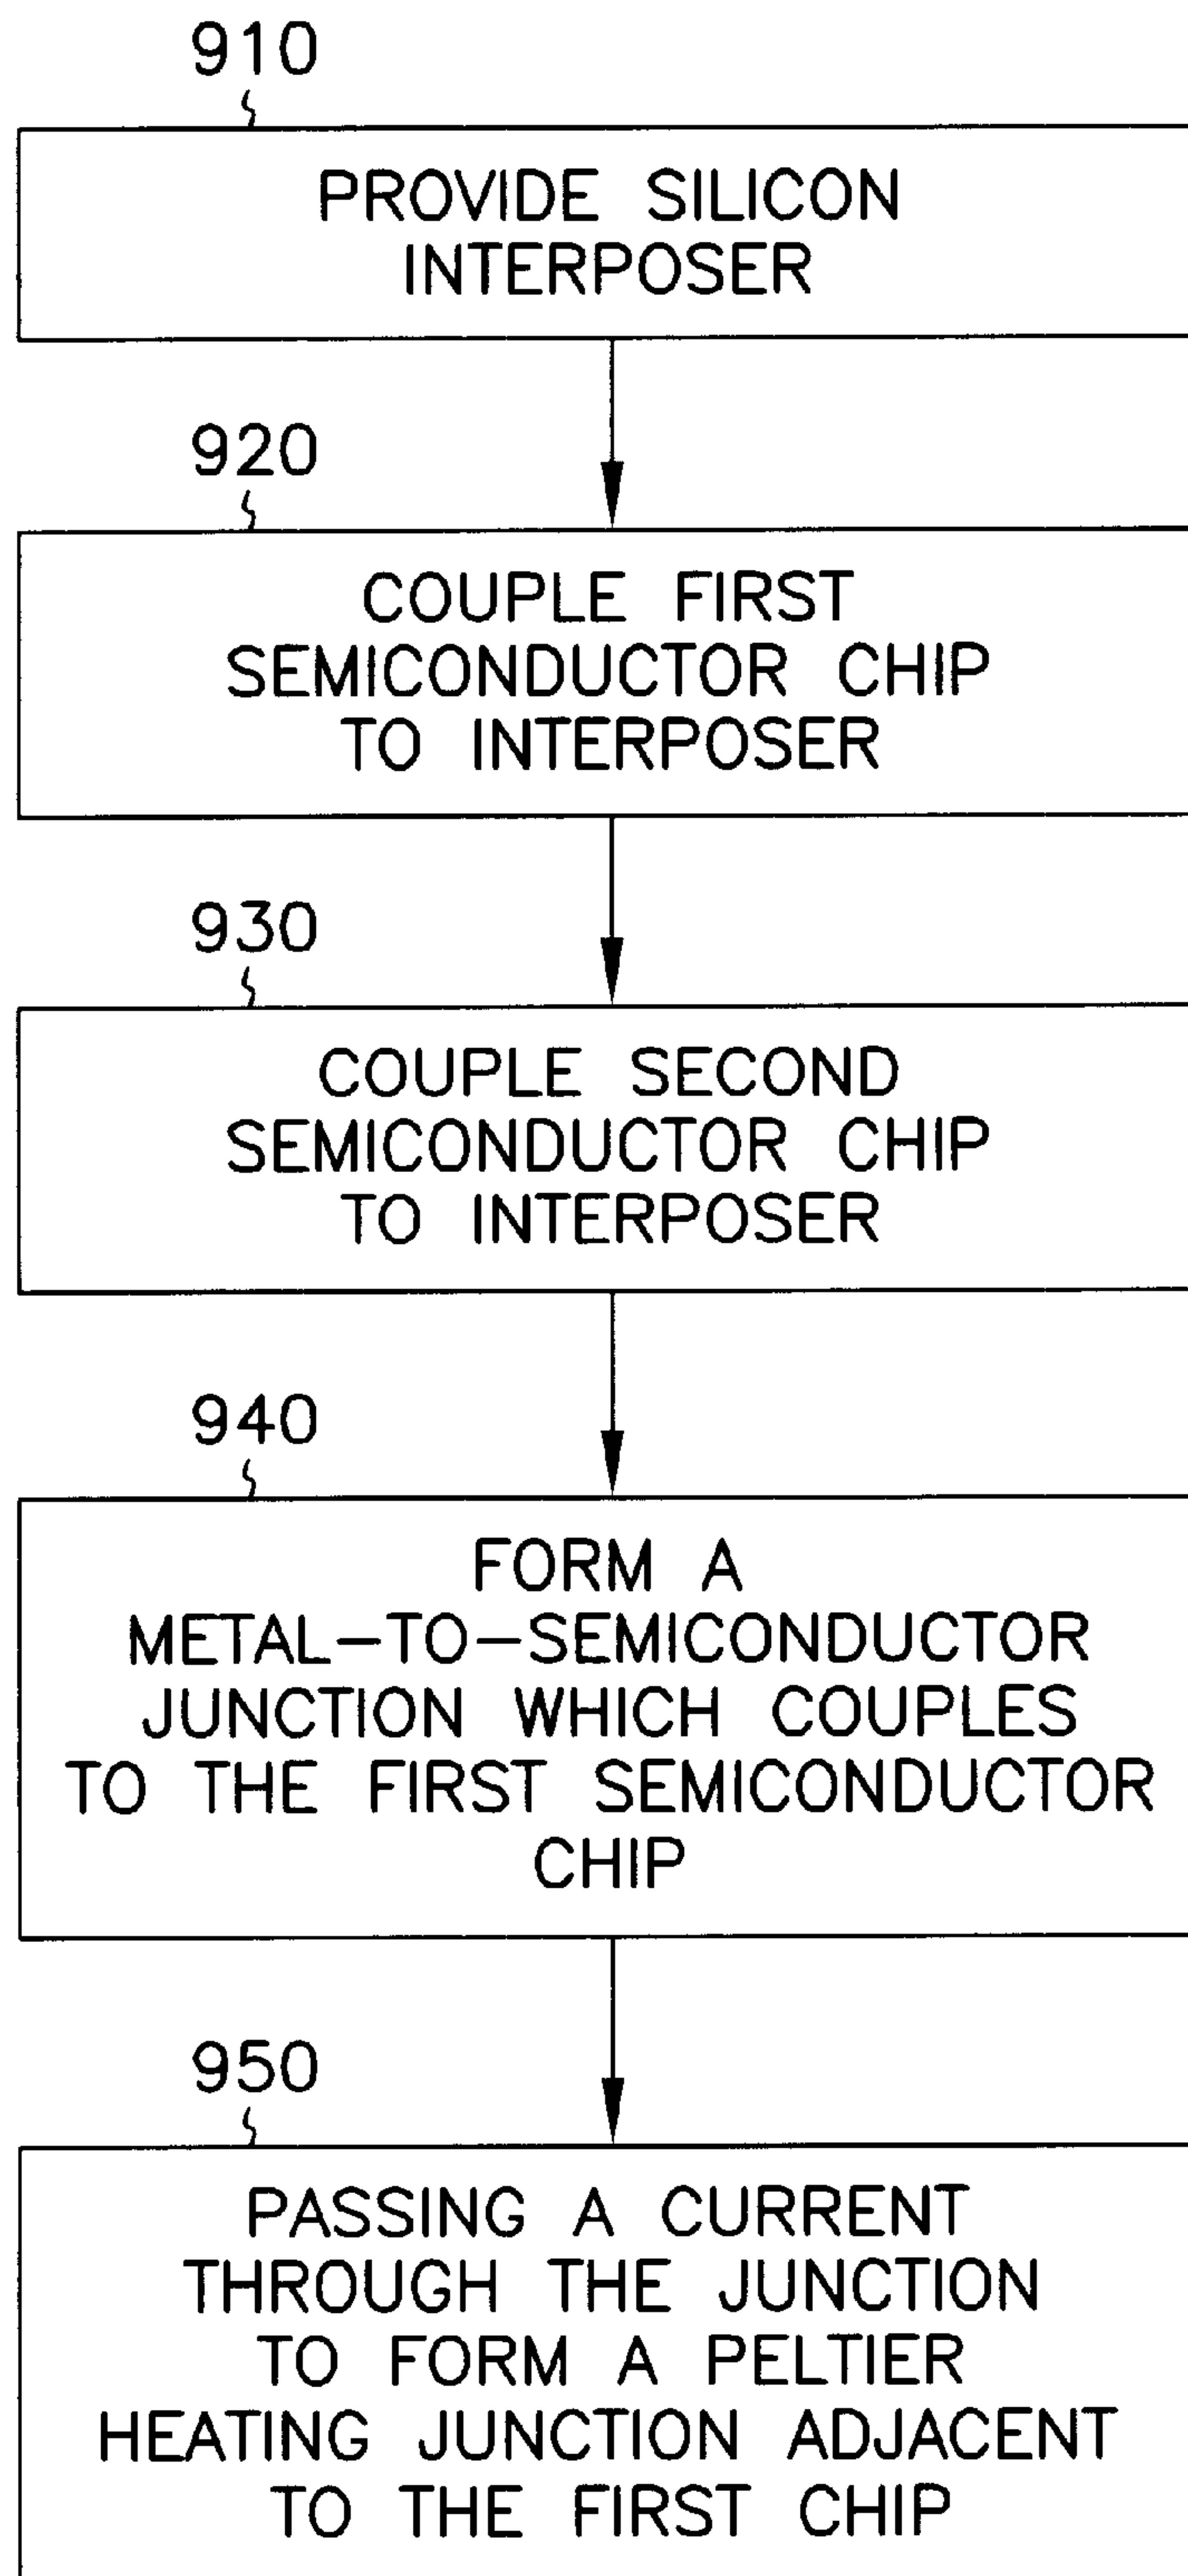 910
PROVIDE SILICON
INTERPOSER
920
COUPLE FIRST
SEMICONDUCTOR CHIP
TO INTERPOSER
930
COUPLE SECOND
SEMICONDUCTOR CHIP
TO INTERPOSER
940
FORM A
METAL-TO-SEMICONDUCTOR
JUNCTION WHICH COUPLES
TO THE FIRST SEMICONDUCTOR
CHIP
950
PASSING A CURRENT
THROUGH THE JUNCTION
TO FORM A PELTIER
HEATING JUNCTION ADJACENT
TO THE FIRST CHIP